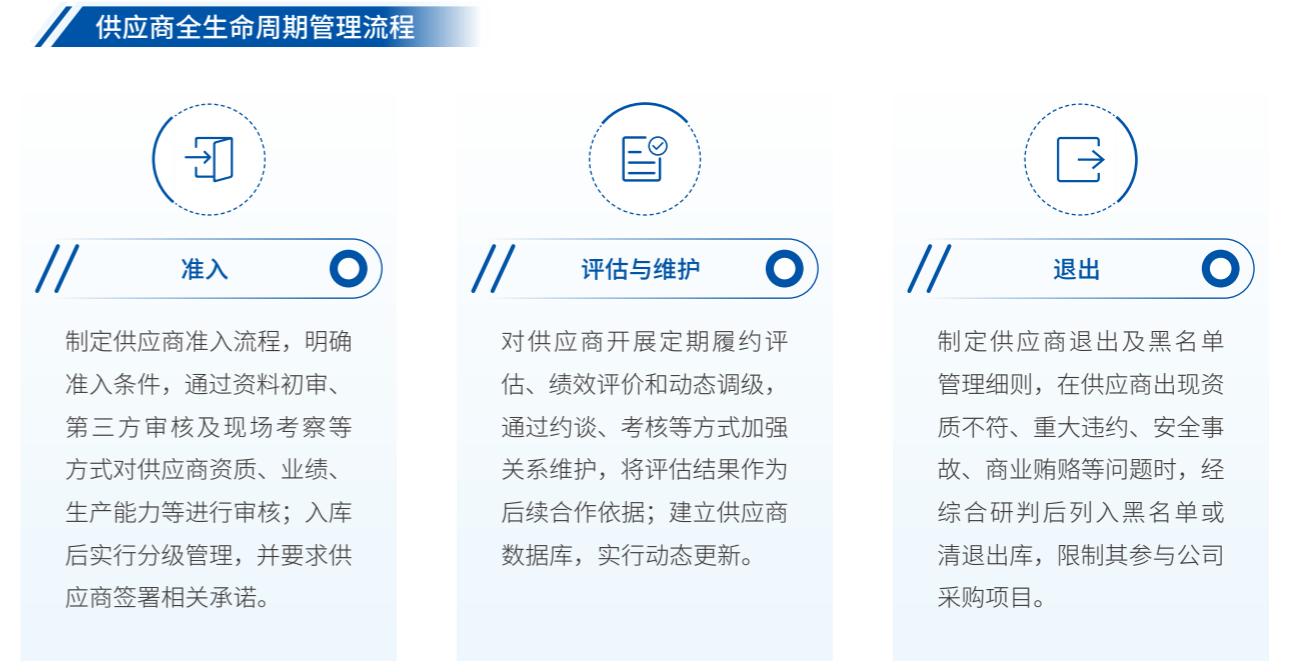 供应商全生命周期管理流程
准入
制定供应商准入流程，明确
准入条件，通过资料初审、
第三方审核及现场考察等
方式对供应商资质、业绩、
生产能力等进行审核；入库
后实行分级管理，并要求供
应商签署相关承诺。
评估与维护
对供应商开展定期履约评
估、绩效评价和动态调级，
通过约谈、考核等方式加强
关系维护，将评估结果作为
后续合作依据；建立供应商
数据库，实行动态更新。
退出
制定供应商退出及黑名单
管理细则，在供应商出现资
质不符、重大违约、安全事
故、商业贿赂等问题时，经
综合研判后列入黑名单或
清退出库，限制其参与公司
采购项目。